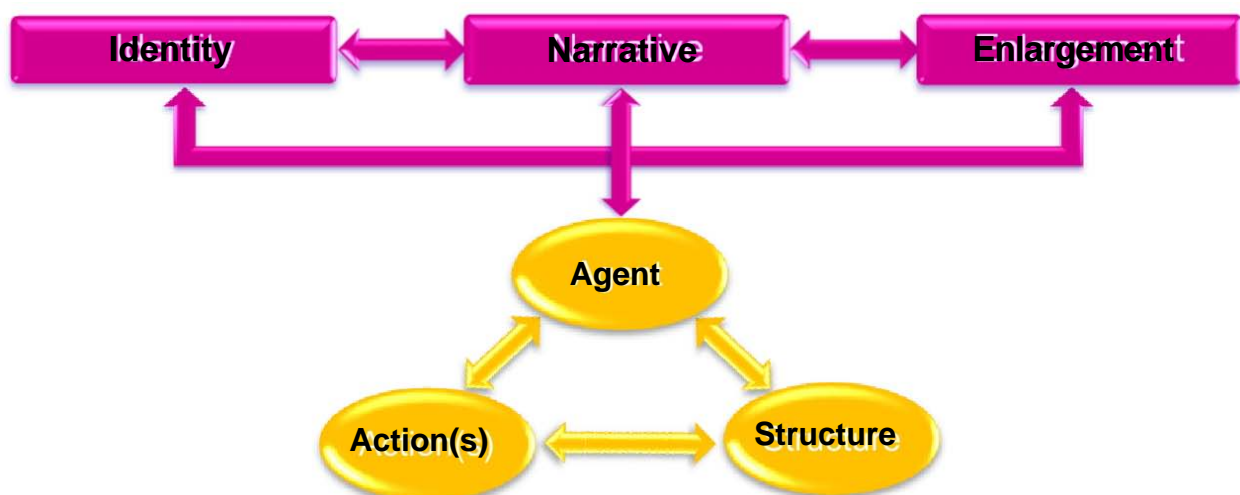 Identity
Narrative
Enlargement
Agent
Action(s)
Structure